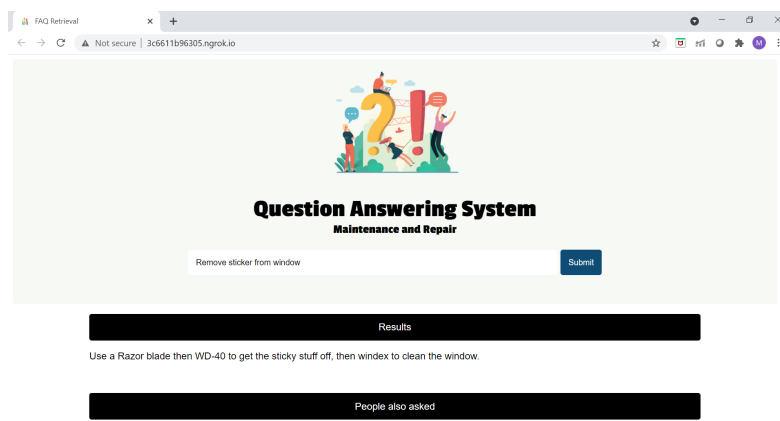 FAQ Retrieval
Not secure | 3c6611b96305.ngrok.io
M
Question Answering System
Maintenance and Repair
Remove sticker from window
Submit
Results
Use a Razor blade then WD-40 to get the sticky stuff off, then windex to clean the window.
People also asked